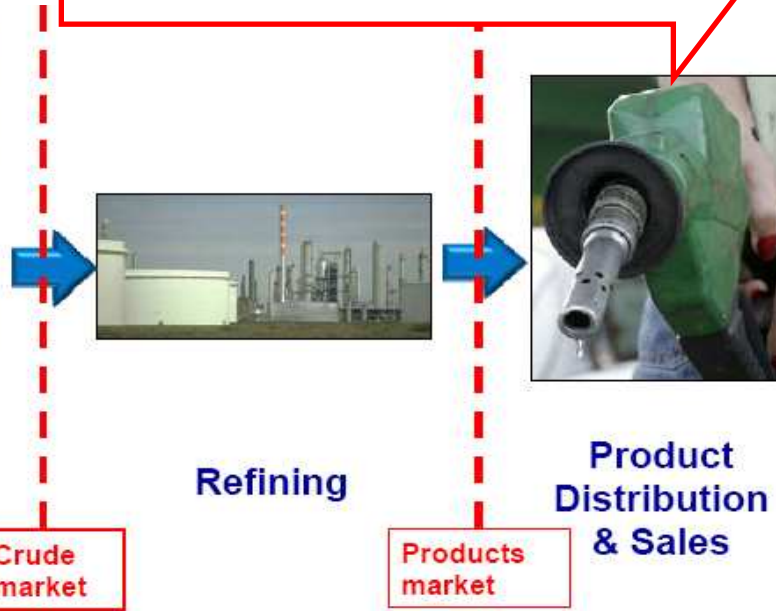 Refining
Product
Distribution
& Sales
Crude
market
Products
market